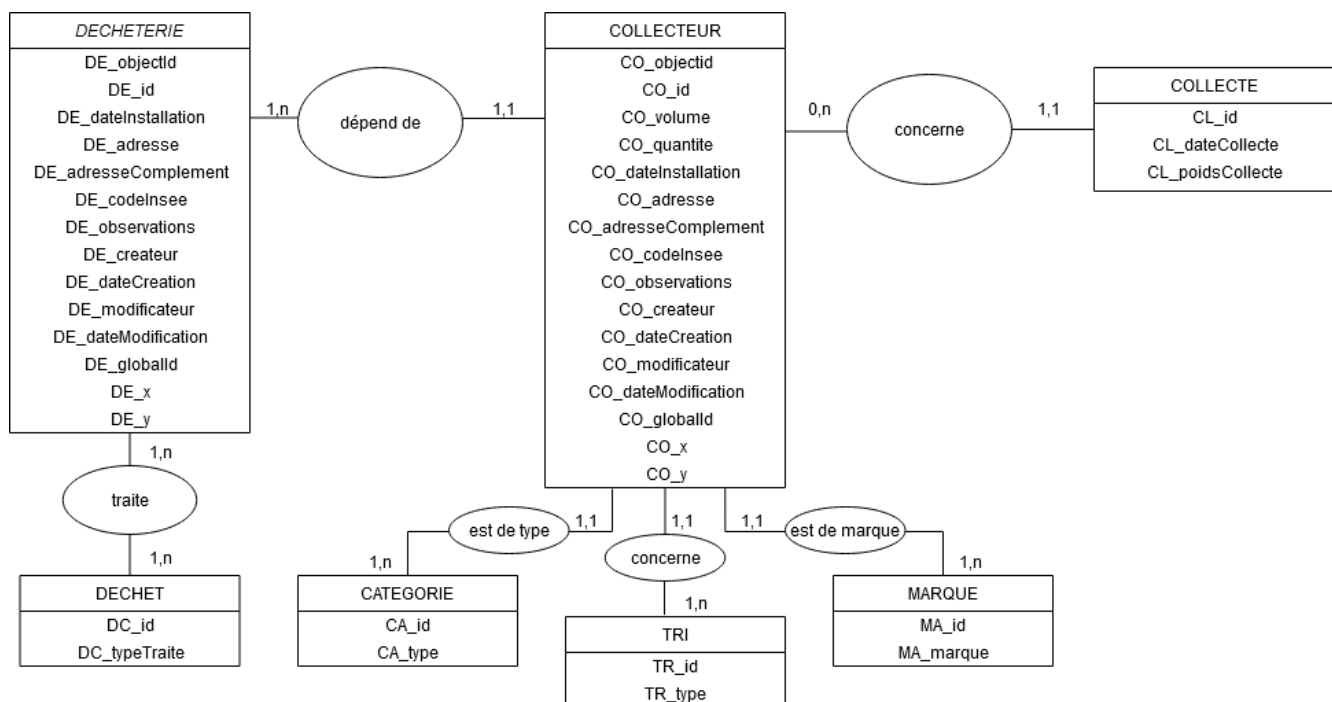 DECHETERIE
DE_objectId
DE_id
DE_dateInstallation
DE_adresse
DE_adresseComplement
DE_codeInsee
DE_observations
DE_createur
DE_dateCreation
DE_modificateur
DE_dateModification
DE_globalId
DE_x
DE_y
1,n
dépend de
1,1
COLLECTEUR
CO_objectid
CO_id
CO_volume
CO_quantite
CO_dateInstallation
CO_adresse
CO_adresseComplement
CO_codeInsee
CO_observations
CO_createur
CO_dateCreation
CO_modificateur
CO_dateModification
CO_globalId
CO_x
CO_y
0,n
concerne
1,1
COLLECTE
CL_id
CL_dateCollecte
CL_poidsCollecte
1,n
traite
1,n
DECHET
DC_id
DC_typeTraite
1,1
est de type
1,n
CATEGORIE
CA_id
CA_type
1,1
concerne
1,n
TRI
TR_id
TR_type
1,1
est de marque
1,n
MARQUE
MA_id
MA_marque